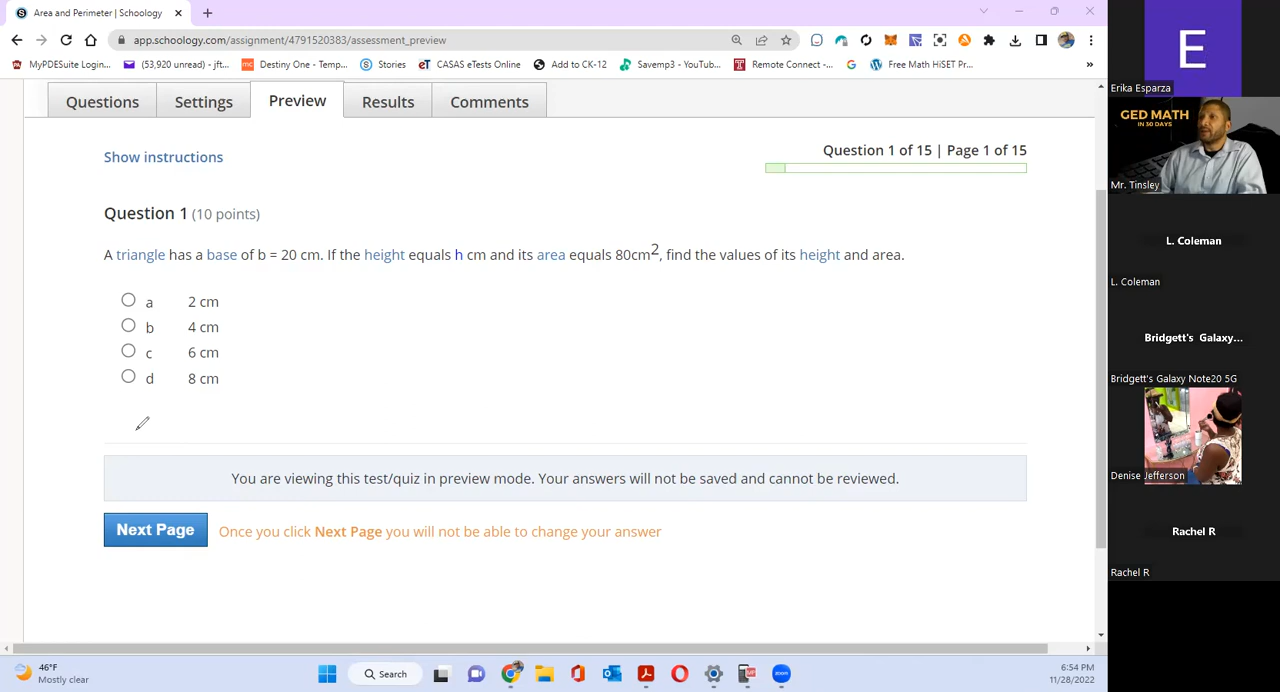 Area and Perimeter | Schoology
app.schoology.com/assignment/4791520383/assessment_preview
MyPDESuite Login...
(53,920 unread) - jft...
mc Destiny One - Temp...
Stories
eT CASAS eTests Online
Add to CK-12
Savemp3 - YouTub...
Remote Connect -...
G
Free Math HiSET Pr...
»
Questions
Settings
Preview
Results
Comments
Show instructions
Question 1 of 15 | Page 1 of 15
Question 1 (10 points)
A triangle has a base of b = 20 cm. If the height equals h cm and its area equals 80cm², find the values of its height and area.
a 2 cm
b 4 cm
c 6 cm
d 8 cm
You are viewing this test/quiz in preview mode. Your answers will not be saved and cannot be reviewed.
Next Page
Once you click Next Page you will not be able to change your answer
E
Erika Esparza
GED MATH
IN 30 DAYS
Mr. Tinsley
L. Coleman
L. Coleman
Bridgett's Galaxy...
Bridgett's Galaxy Note20 5G
Denise Jefferson
Rachel R
Rachel R
46°F
Mostly clear
Search
zoom
6:54 PM
11/28/2022